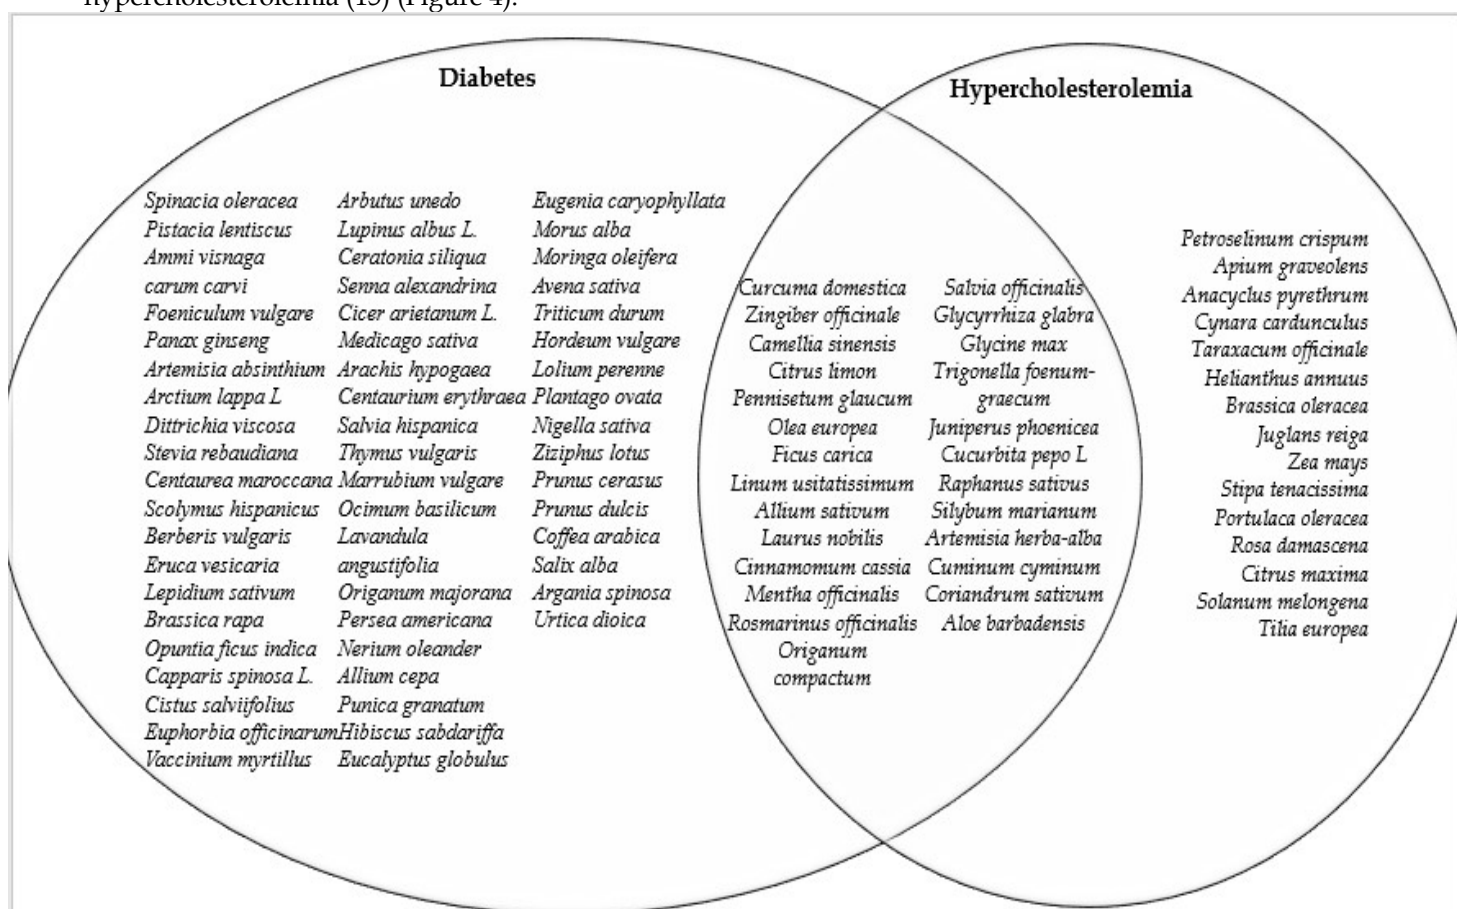 hypercholesterolemia (15) (Figure 4).
Diabetes
Hypercholesterolemia
Spinacia oleracea
Pistacia lentiscus
Ammi visnaga
carum carvi
Foeniculum vulgare
Panax ginseng
Artemisia absinthium
Arctium lappa L
Dittrichia viscosa
Stevia rebaudiana
Centaurea maroccana
Scolymus hispanicus
Berberis vulgaris
Eruca vesicaria
Lepidium sativum
Brassica rapa
Opuntia ficus indica
Capparis spinosa L.
Cistus salviifolius
Euphorbia officinarum
Vaccinium myrtillus
Arbutus unedo
Lupinus albus L.
Ceratonia siliqua
Senna alexandrina
Cicer arietanum L.
Medicago sativa
Arachis hypogaea
Centaurium erythraea
Salvia hispanica
Thymus vulgaris
Marrubium vulgare
Ocimum basilicum
Lavandula
angustifolia
Origanum majorana
Persea americana
Nerium oleander
Allium cepa
Punica granatum
Hibiscus sabdariffa
Eucalyptus globulus
Eugenia caryophyllata
Morus alba
Moringa oleifera
Avena sativa
Triticum durum
Hordeum vulgare
Lolium perenne
Plantago ovata
Nigella sativa
Ziziphus lotus
Prunus cerasus
Prunus dulcis
Coffea arabica
Salix alba
Argania spinosa
Urtica dioica
Curcuma domestica
Zingiber officinale
Camellia sinensis
Citrus limon
Pennisetum glaucum
Olea europea
Ficus carica
Linum usitatissimum
Allium sativum
Laurus nobilis
Cinnamomum cassia
Mentha officinalis
Rosmarinus officinalis
Origanum
compactum
Salvia officinalis
Glycyrrhiza glabra
Glycine max
Trigonella foenum-
graecum
Juniperus phoenicea
Cucurbita pepo L
Raphanus sativus
Silybum marianum
Artemisia herba-alba
Cuminum cyminum
Coriandrum sativum
Aloe barbadensis
Petroselinum crispum
Apium graveolens
Anacyclus pyrethrum
Cynara cardunculus
Taraxacum officinale
Helianthus annuus
Brassica oleracea
Juglans reiga
Zea mays
Stipa tenacissima
Portulaca oleracea
Rosa damascena
Citrus maxima
Solanum melongena
Tilia europea